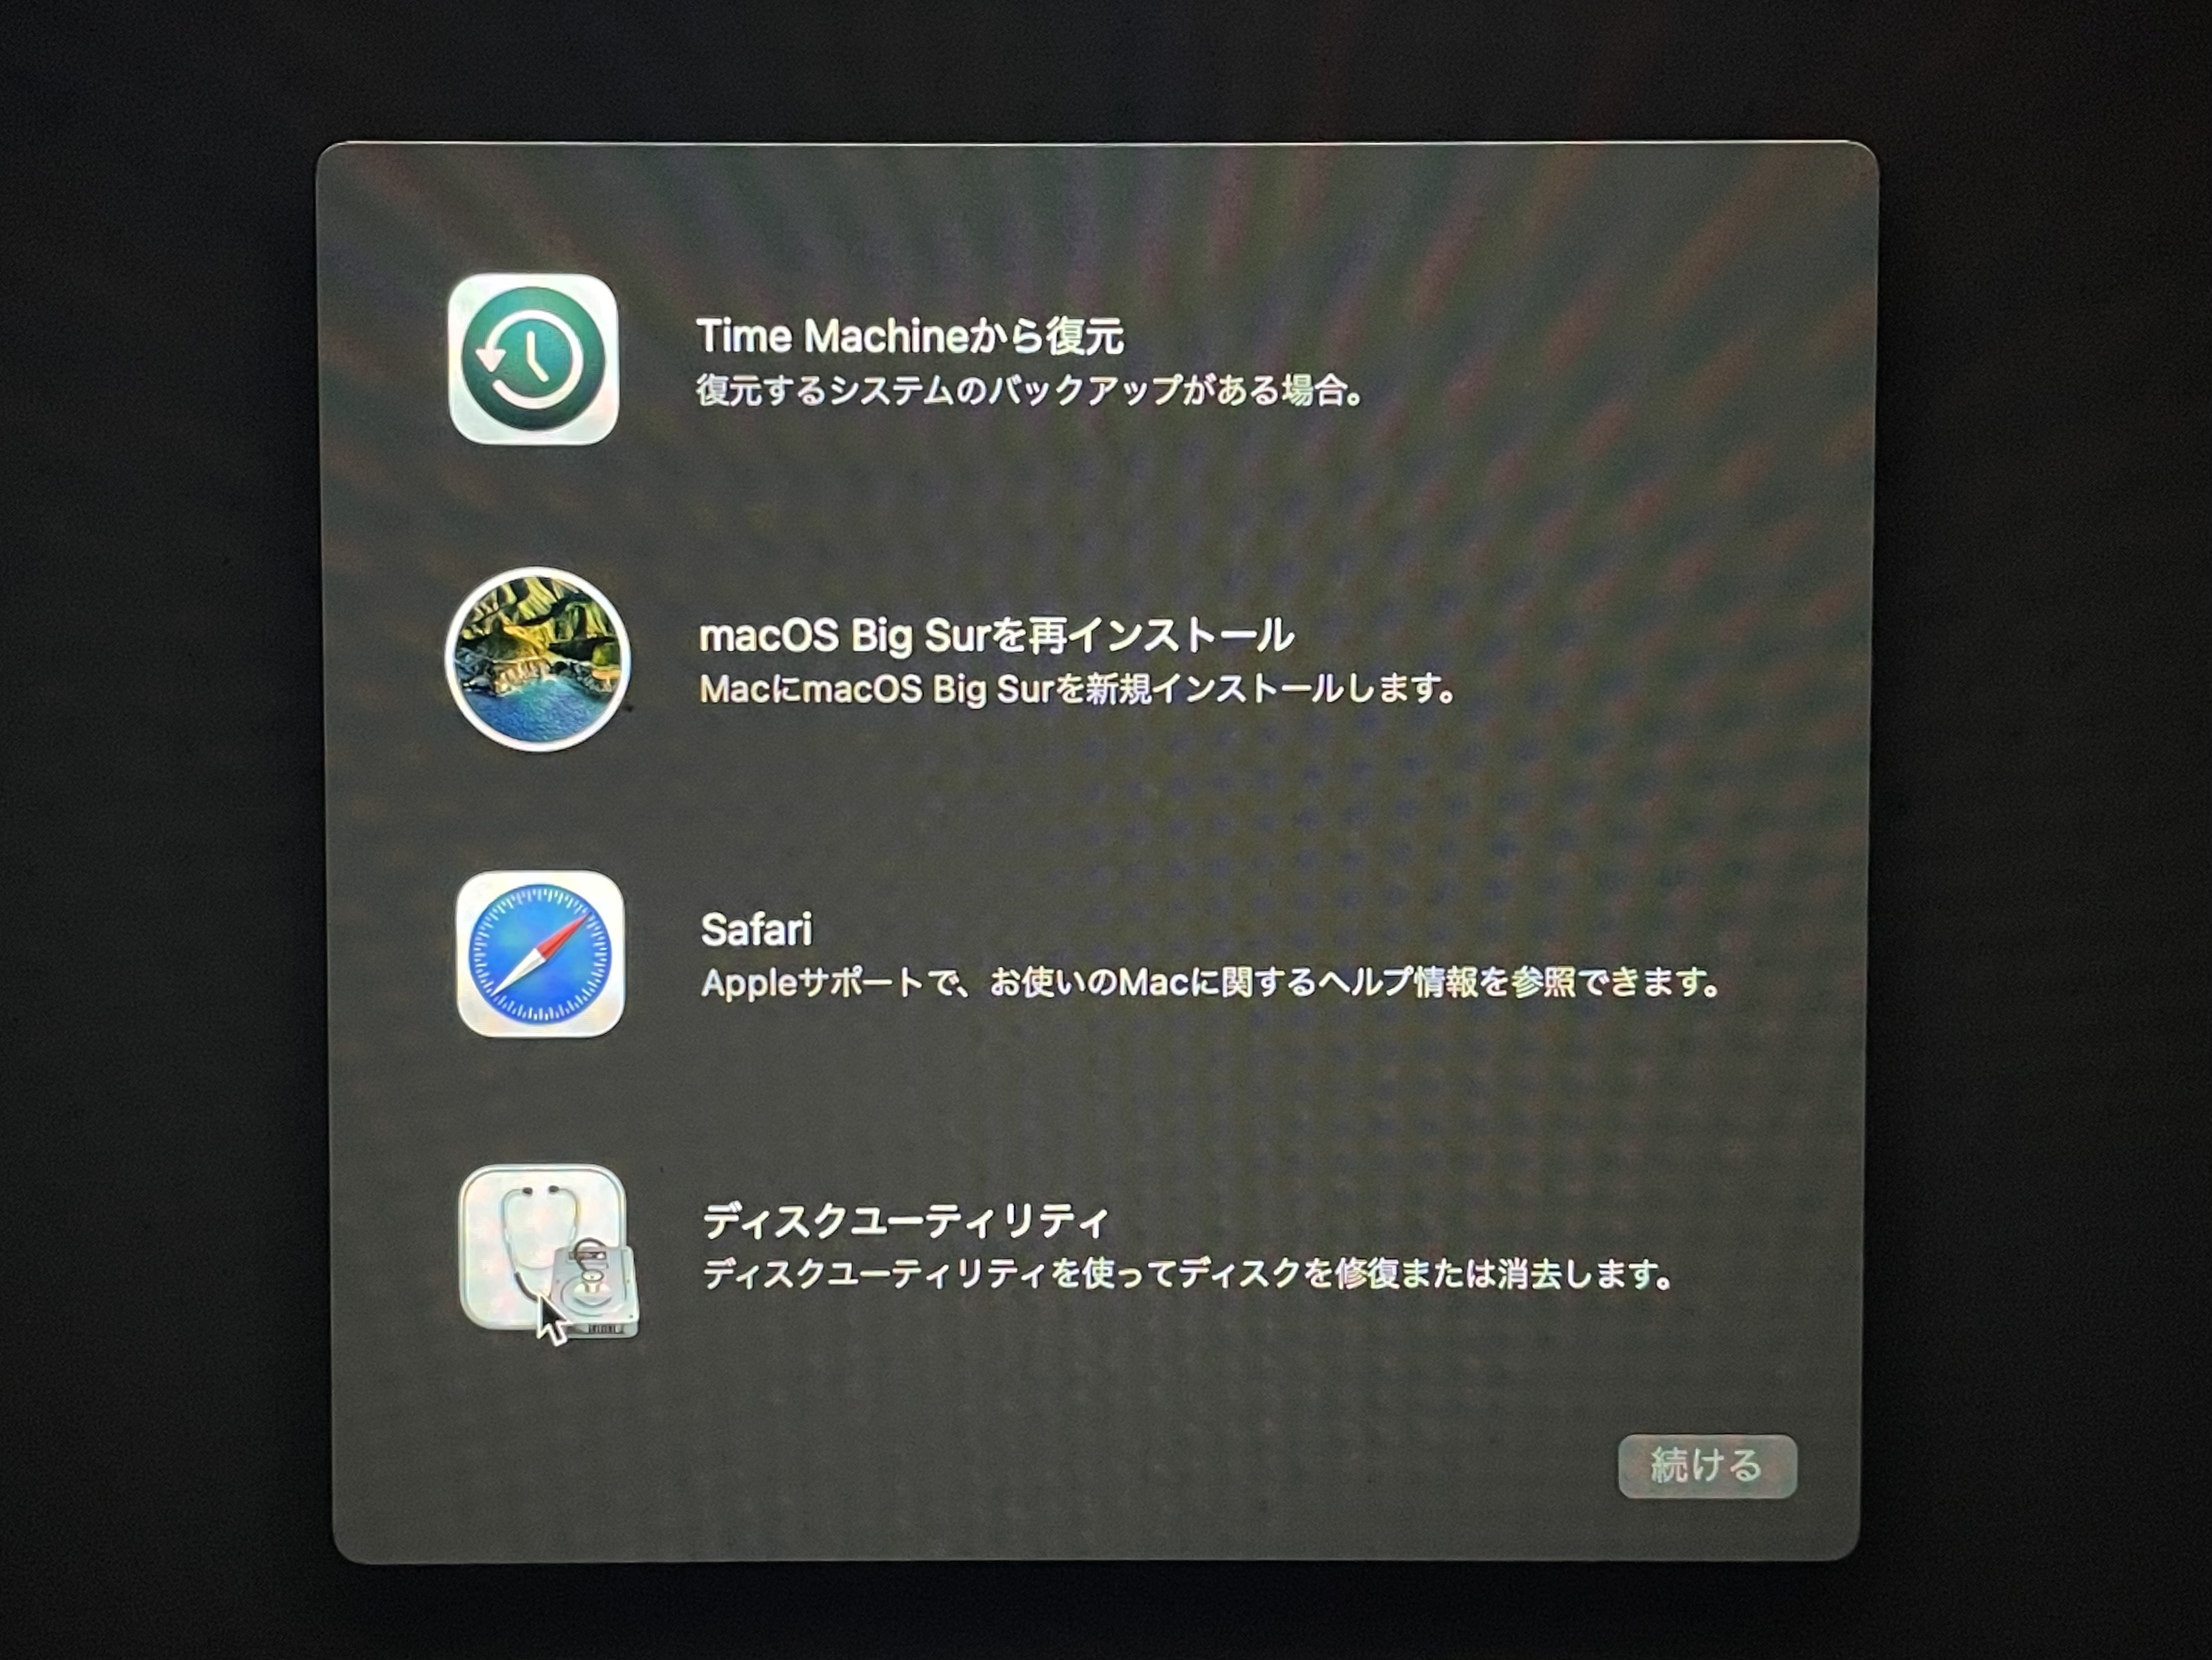 Time Machineから復元
復元するシステムのバックアップがある場合。
macOS Big Surを再インストール
MacにmacOS Big Surを新規インストールします。
Safari
Appleサポートで、お使いのMacに関するヘルプ情報を参照できます。
ディスクユーティリティ
ディスクユーティリティを使ってディスクを修復または消去します。
続ける